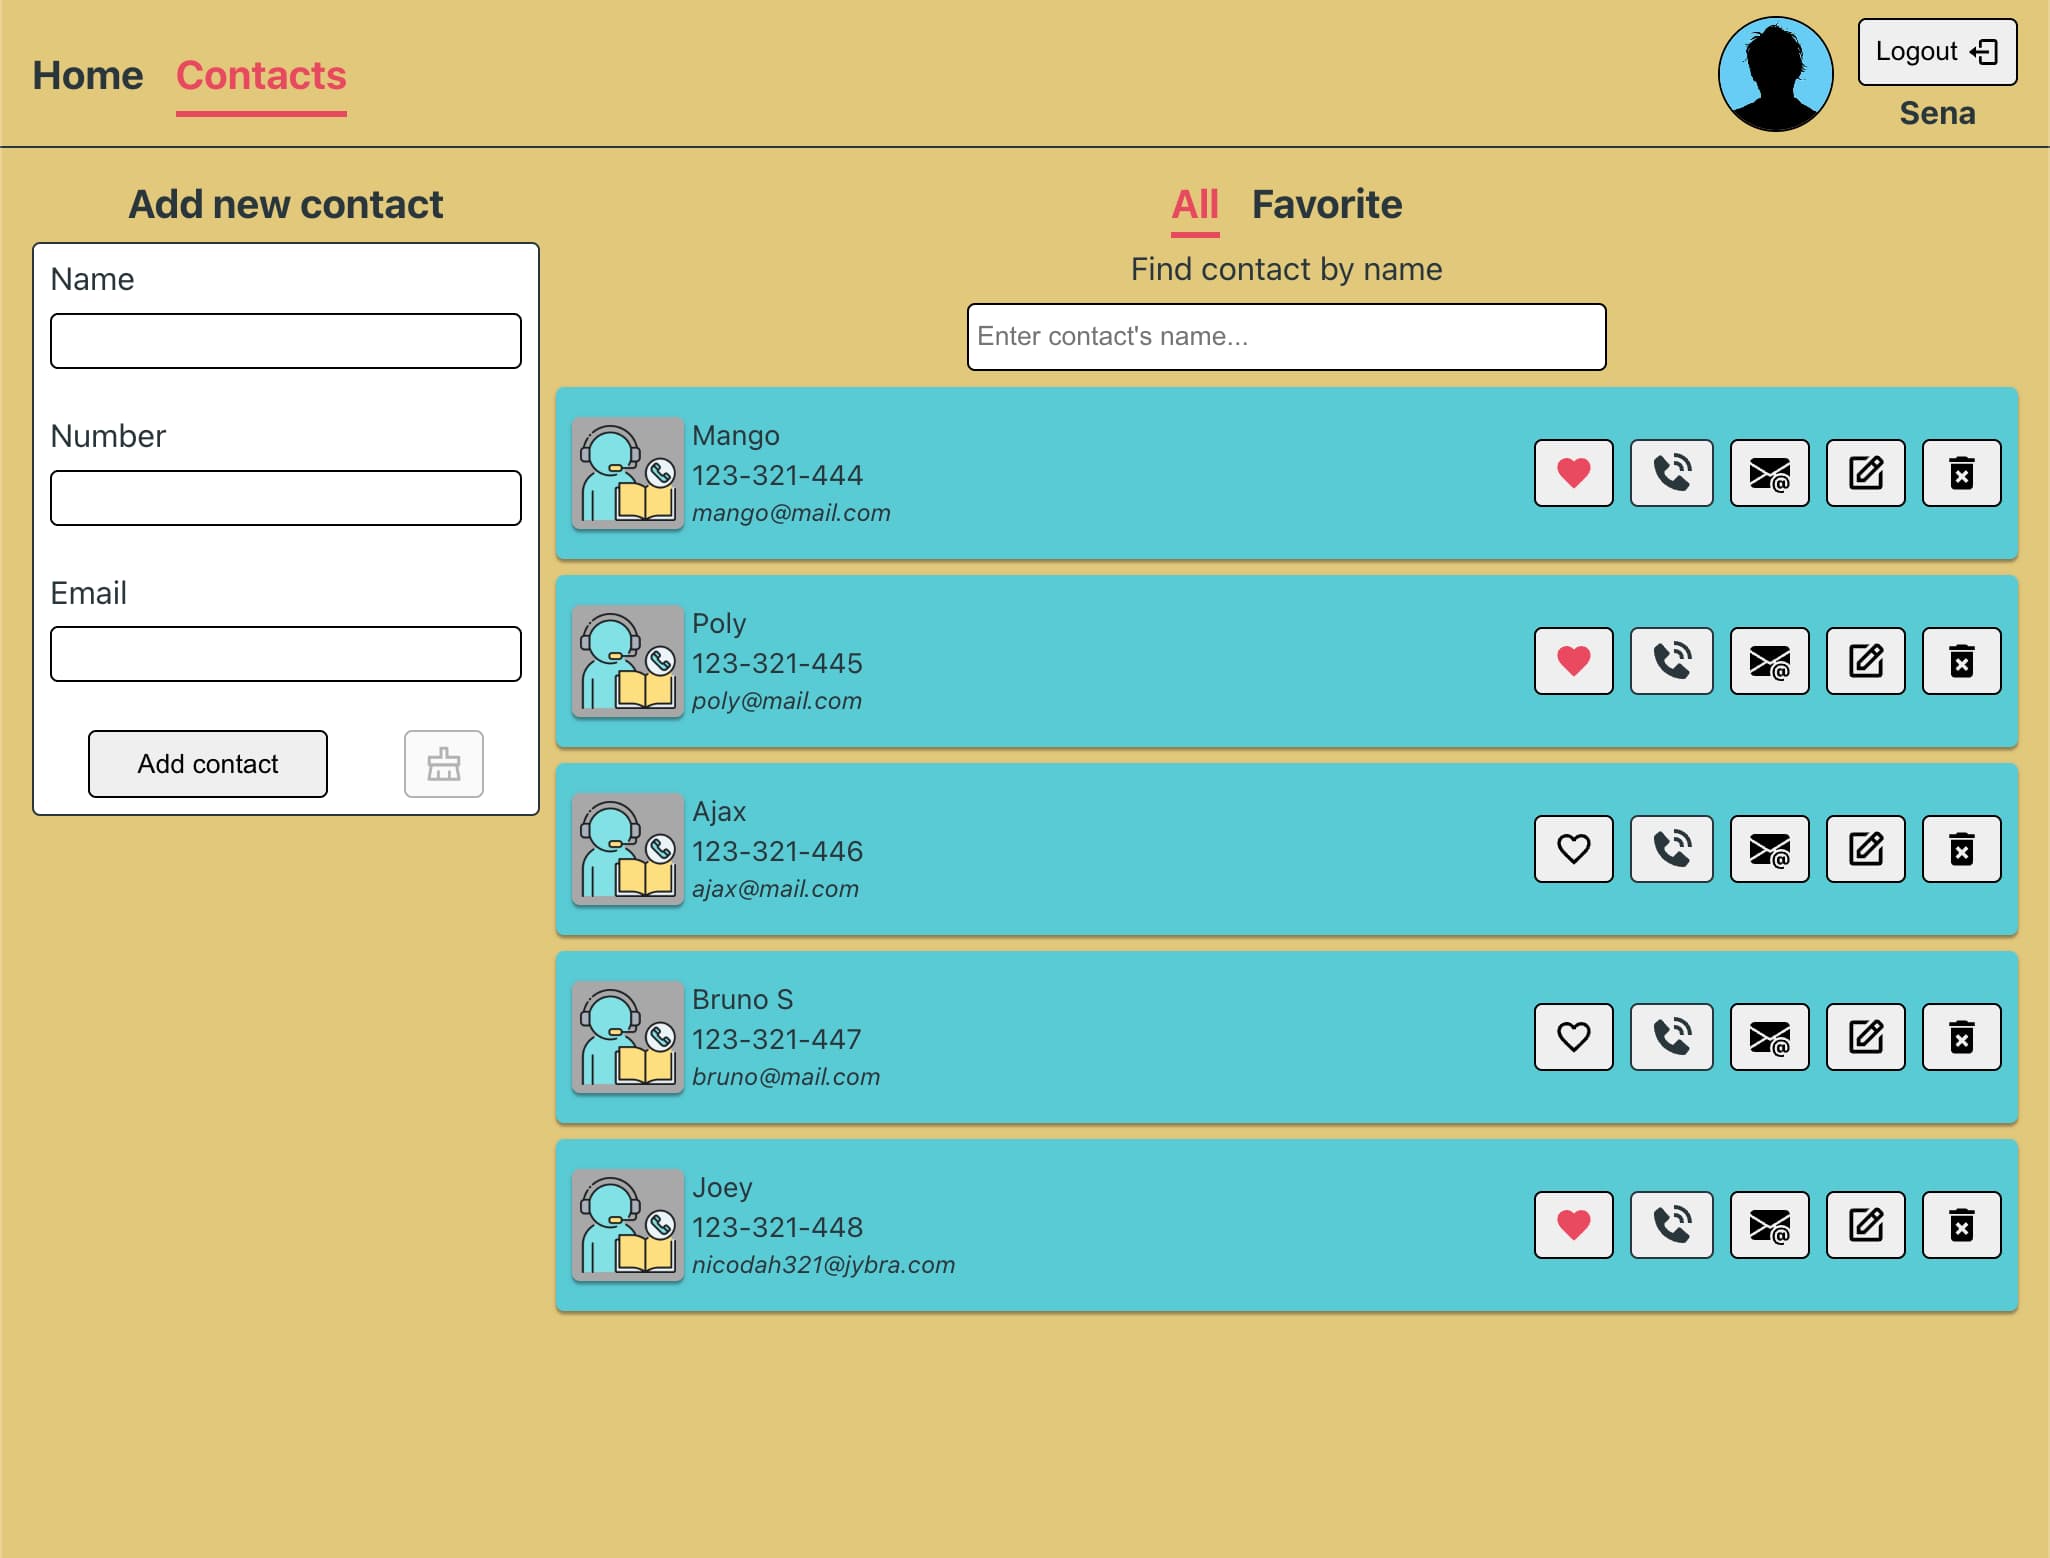 Home Contacts
Logout
Sena
Add new contact
Name
Number
Email
Add contact
All Favorite
Find contact by name
Enter contact's name...
Mango
123-321-444
mango@mail.com
Poly
123-321-445
poly@mail.com
Ajax
123-321-446
ajax@mail.com
Bruno S
123-321-447
bruno@mail.com
Joey
123-321-448
nicodah321@jybra.com